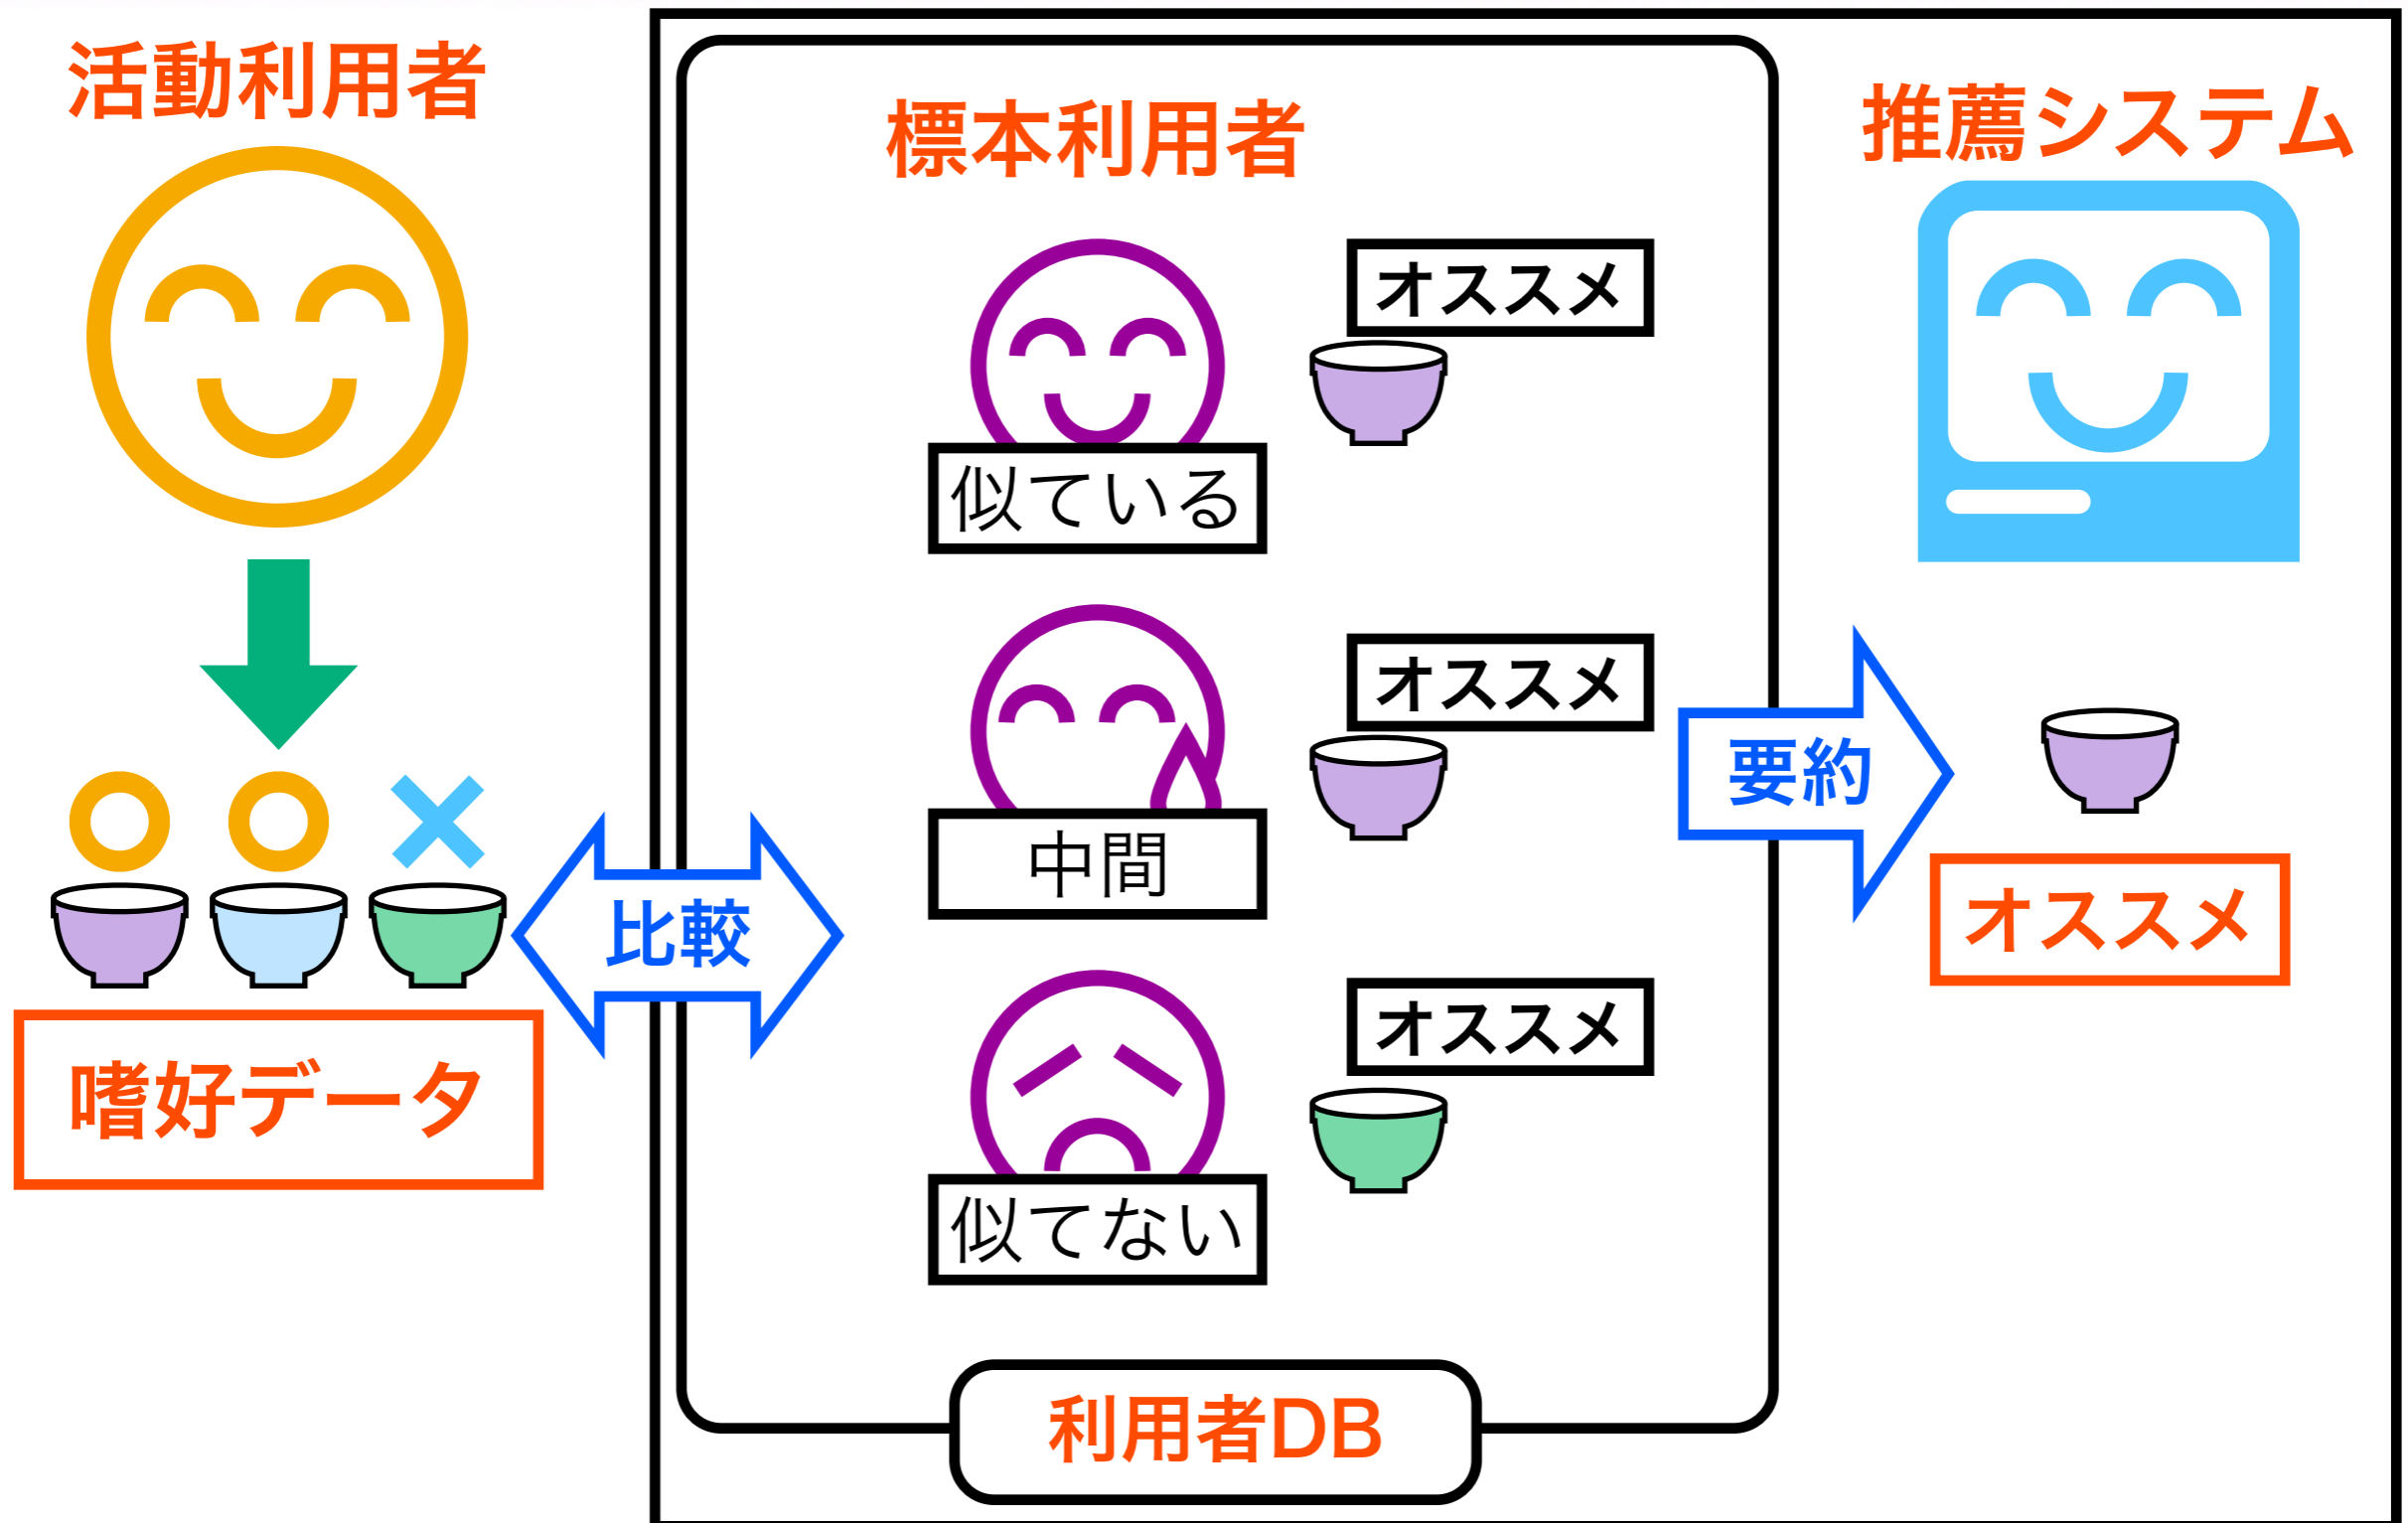 活動利用者
嗜好データ
比較
標本利用者
オススメ
似ている
オススメ
中間
オススメ
似てない
利用者DB
要約
推薦システム
オススメ